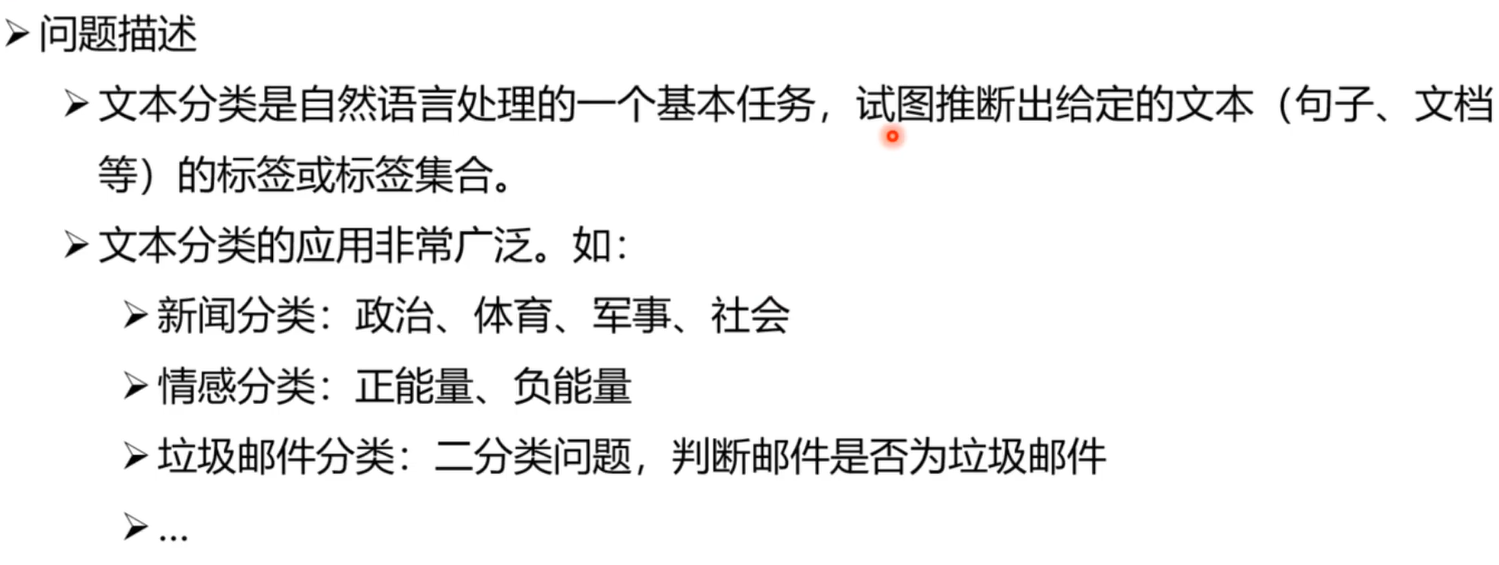 ➢ 问题描述
➢ 文本分类是自然语言处理的一个基本任务，试图推断出给定的文本（句子、文档
等）的标签或标签集合。
➢ 文本分类的应用非常广泛。如：
➢ 新闻分类：政治、体育、军事、社会
➢ 情感分类：正能量、负能量
➢ 垃圾邮件分类：二分类问题，判断邮件是否为垃圾邮件
➢ ...